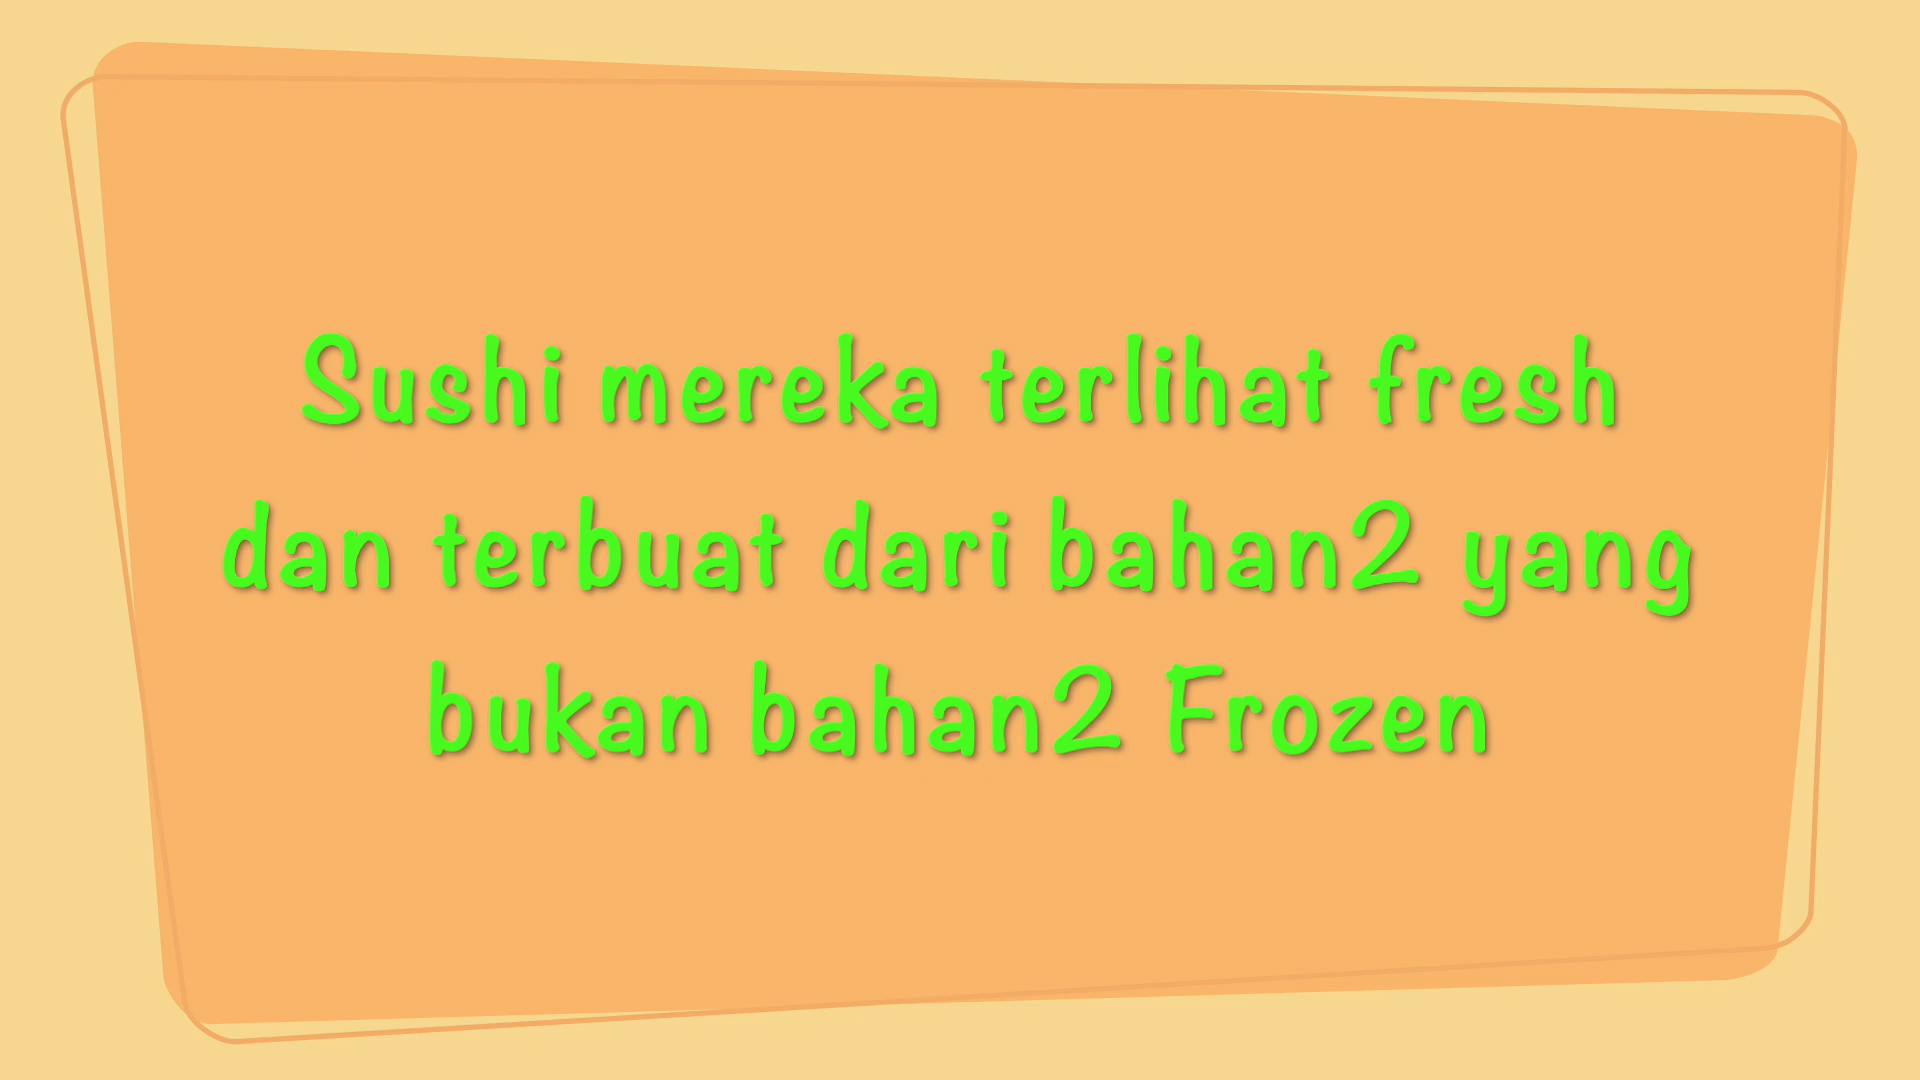 Sushi mereka terlihat fresh
dan terbuat dari bahan2 yang
bukan bahan2 Frozen